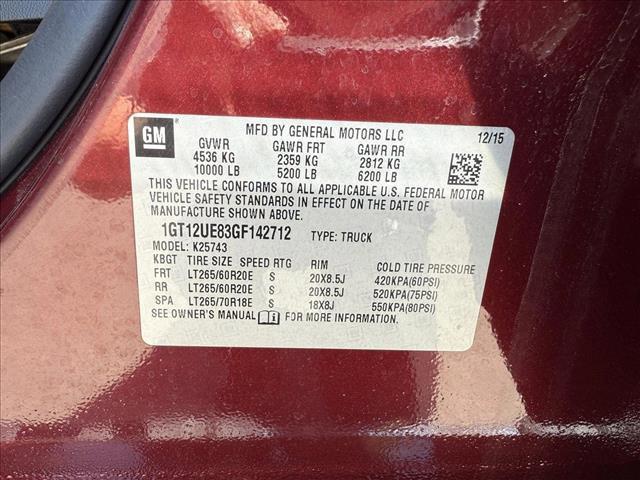 GM
MFD BY GENERAL MOTORS LLC 12/15
GVWR GAWR FRT GAWR RR
4536 KG 2359 KG 2812 KG
10000 LB 5200 LB 6200 LB
THIS VEHICLE CONFORMS TO ALL APPLICABLE U.S. FEDERAL MOTOR
VEHICLE SAFETY STANDARDS IN EFFECT ON THE DATE OF
MANUFACTURE SHOWN ABOVE.
1GT12UE83GF142712 TYPE: TRUCK
MODEL: K25743
KBGT TIRE SIZE SPEED RTG RIM COLD TIRE PRESSURE
FRT LT265/60R20E S 20X8.5J 420KPA(60PSI)
RR LT265/60R20E S 20X8.5J 520KPA(75PSI)
SPA LT265/70R18E S 18X8J 550KPA(80PSI)
SEE OWNER'S MANUAL FOR MORE INFORMATION.